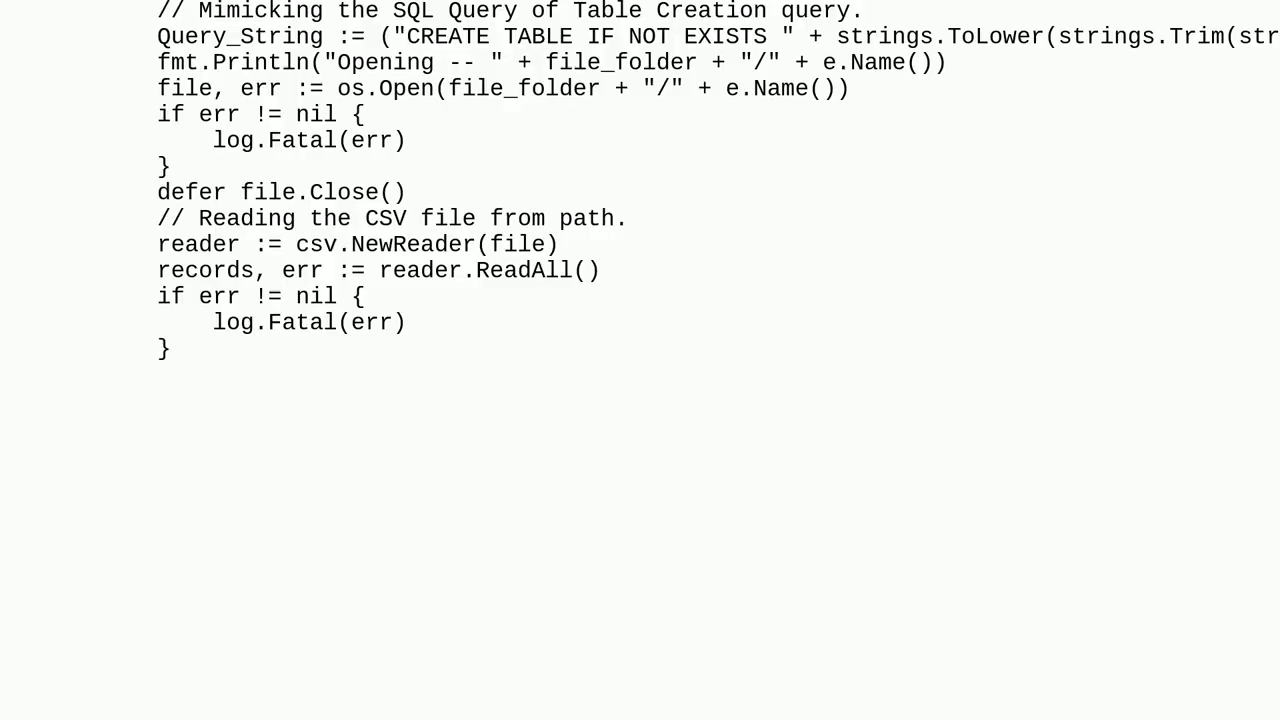 // Mimicking the SQL Query of Table Creation query.
Query_String := ("CREATE TABLE IF NOT EXISTS " + strings.ToLower(strings.Trim(str
fmt.Println("Opening -- " + file_folder + "/" + e.Name())
file, err := os.Open(file_folder + "/" + e.Name())
if err != nil {
    log.Fatal(err)
}
defer file.Close()
// Reading the CSV file from path.
reader := csv.NewReader(file)
records, err := reader.ReadAll()
if err != nil {
    log.Fatal(err)
}